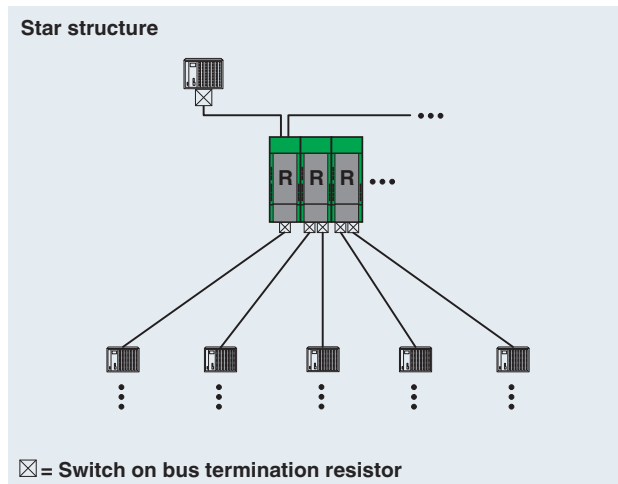 Star structure
R R R
= Switch on bus termination resistor